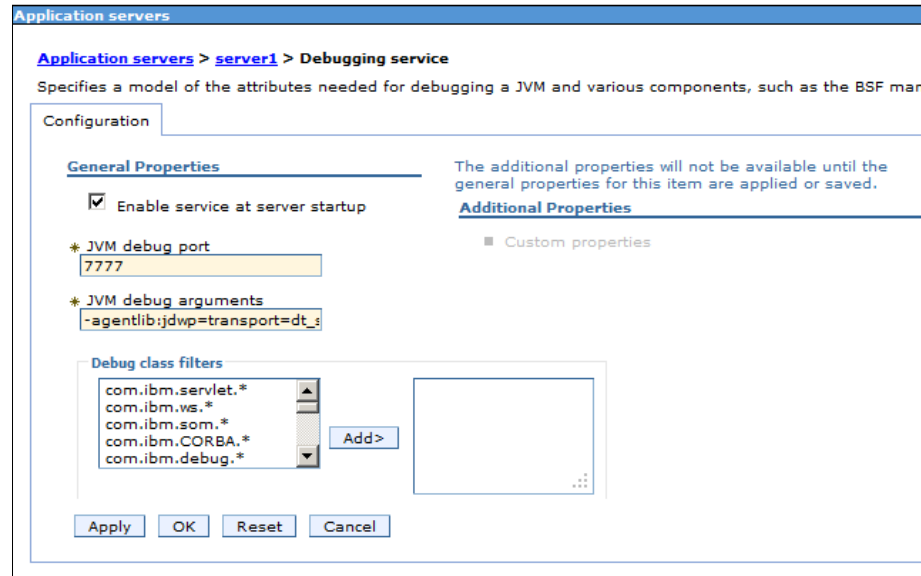 Application servers
Application servers > server1 > Debugging service
Specifies a model of the attributes needed for debugging a JVM and various components, such as the BSF
Configuration
General Properties
Enable service at server startup
* JVM debug port
7777
* JVM debug arguments
-agentlib:jdwp=transport=dt_s
Debug class filters
com.ibm.servlet.*
com.ibm.ws.*
com.ibm.som.*
com.ibm.CORBA.*
com.ibm.debug.*
Add>
Apply
OK
Reset
Cancel
The additional properties will not be available until the
general properties for this item are applied or saved.
Additional Properties
Custom properties